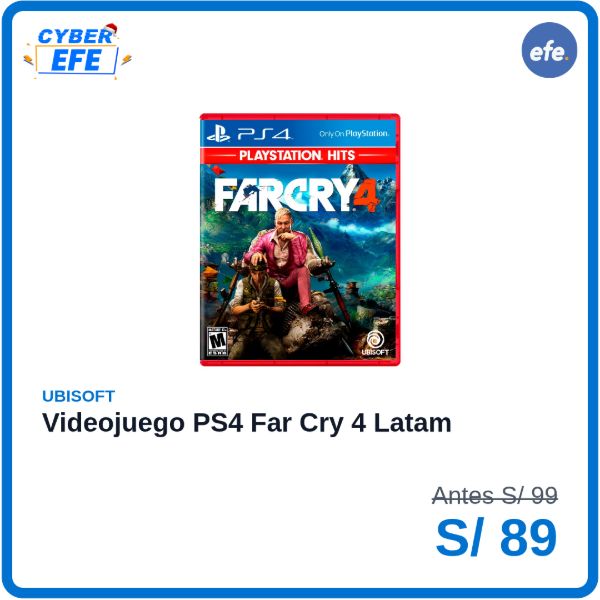 CYBER
EFE
efe.
PS4
Only On PlayStation.
PLAYSTATION HITS
FARCRY4
M
ESRB
UBISOFT
UBISOFT
Videojuego PS4 Far Cry 4 Latam
Antes S/ 99
S/ 89